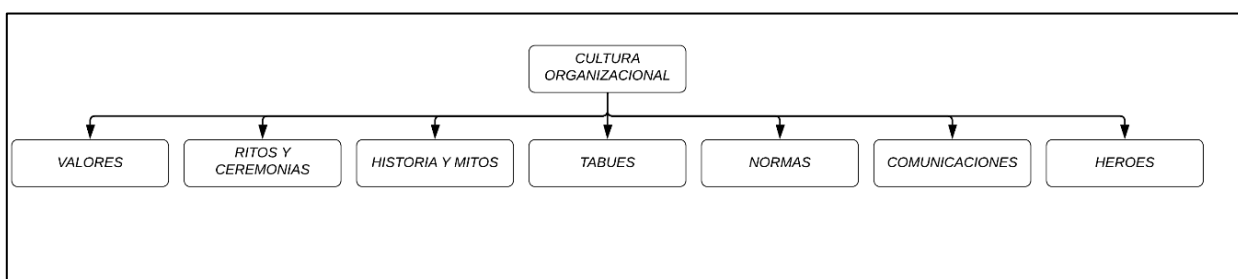 CULTURA
ORGANIZACIONAL
VALORES
RITOS Y
CEREMONIAS
HISTORIA Y MITOS
TABUES
NORMAS
COMUNICACIONES
HEROES